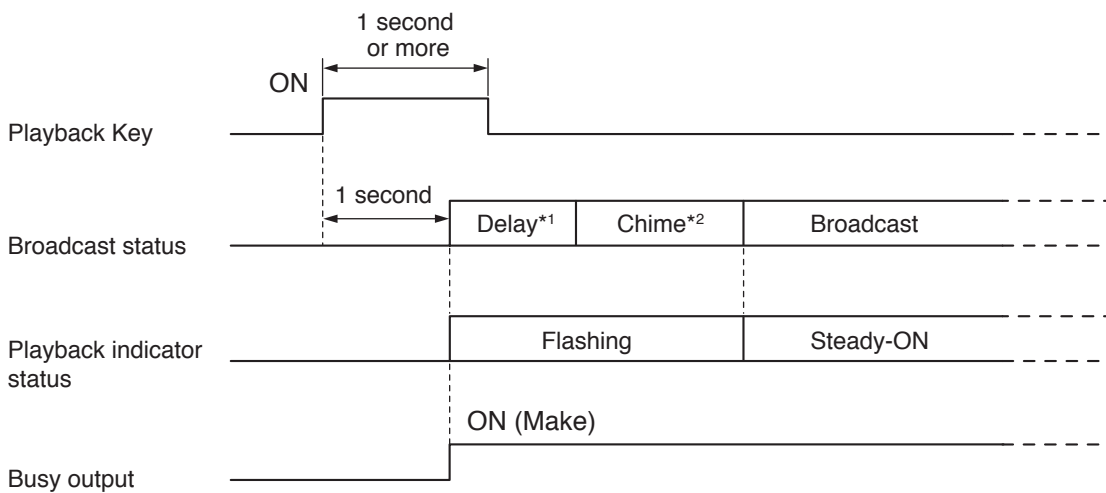 1 second
or more
ON
Playback Key
1 second
Delay*1
Chime*2
Broadcast
Broadcast status
Flashing
Steady-ON
Playback indicator
status
ON (Make)
Busy output